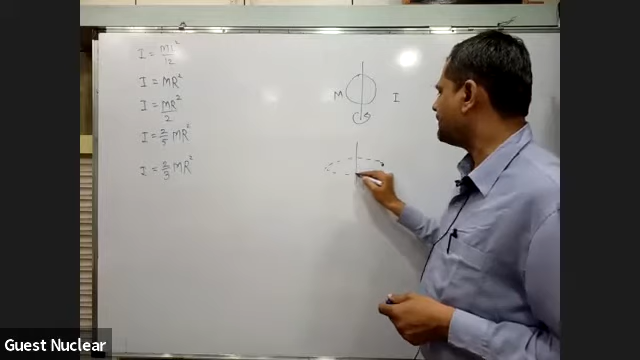 I = Ml²/12
I = MR²
I = MR²/2
I = 2/5 MR²
I = 2/3 MR²
M I
Guest Nuclear